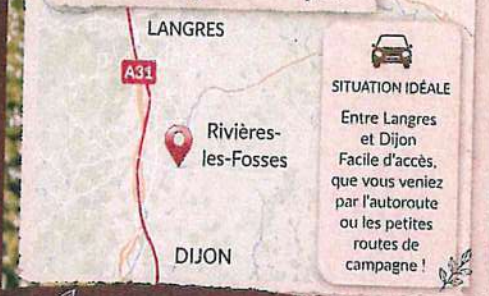 LANGRES
A31
Rivières-
les-Fosses
DIJON
SITUATION IDÉALE
Entre Langres
et Dijon
Facile d'accès,
que vous veniez
par l'autoroute
ou les petites
routes de
campagne !